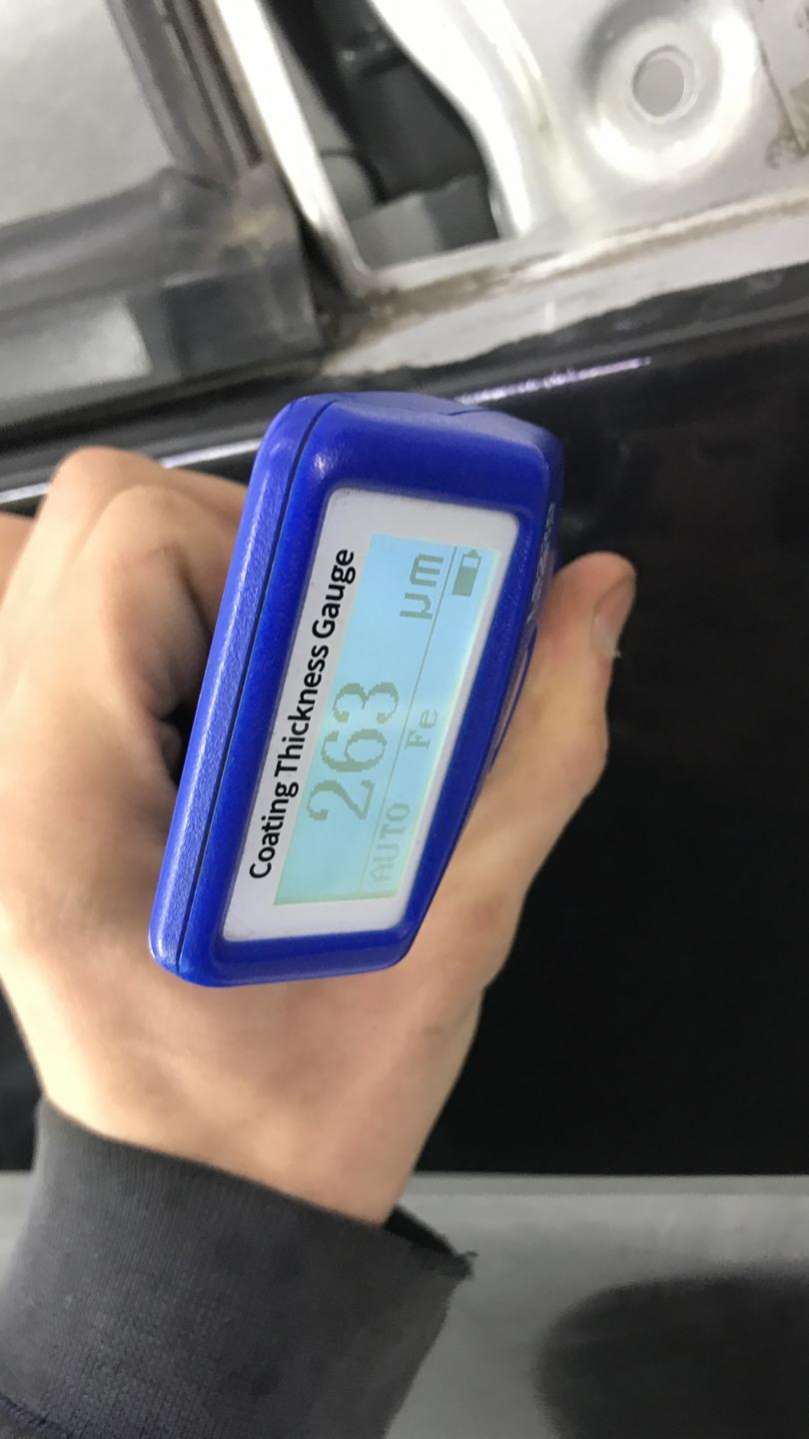 Coating Thickness Gauge
263 µm
AUTO Fe